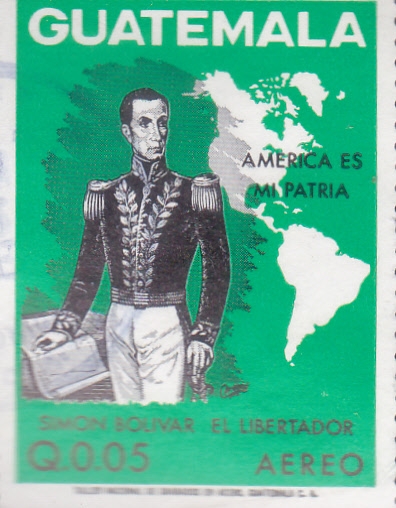 GUATEMALA
AMERICA ES
MI PATRIA
SIMON BOLIVAR EL LIBERTADOR
Q.0.05 AEREO